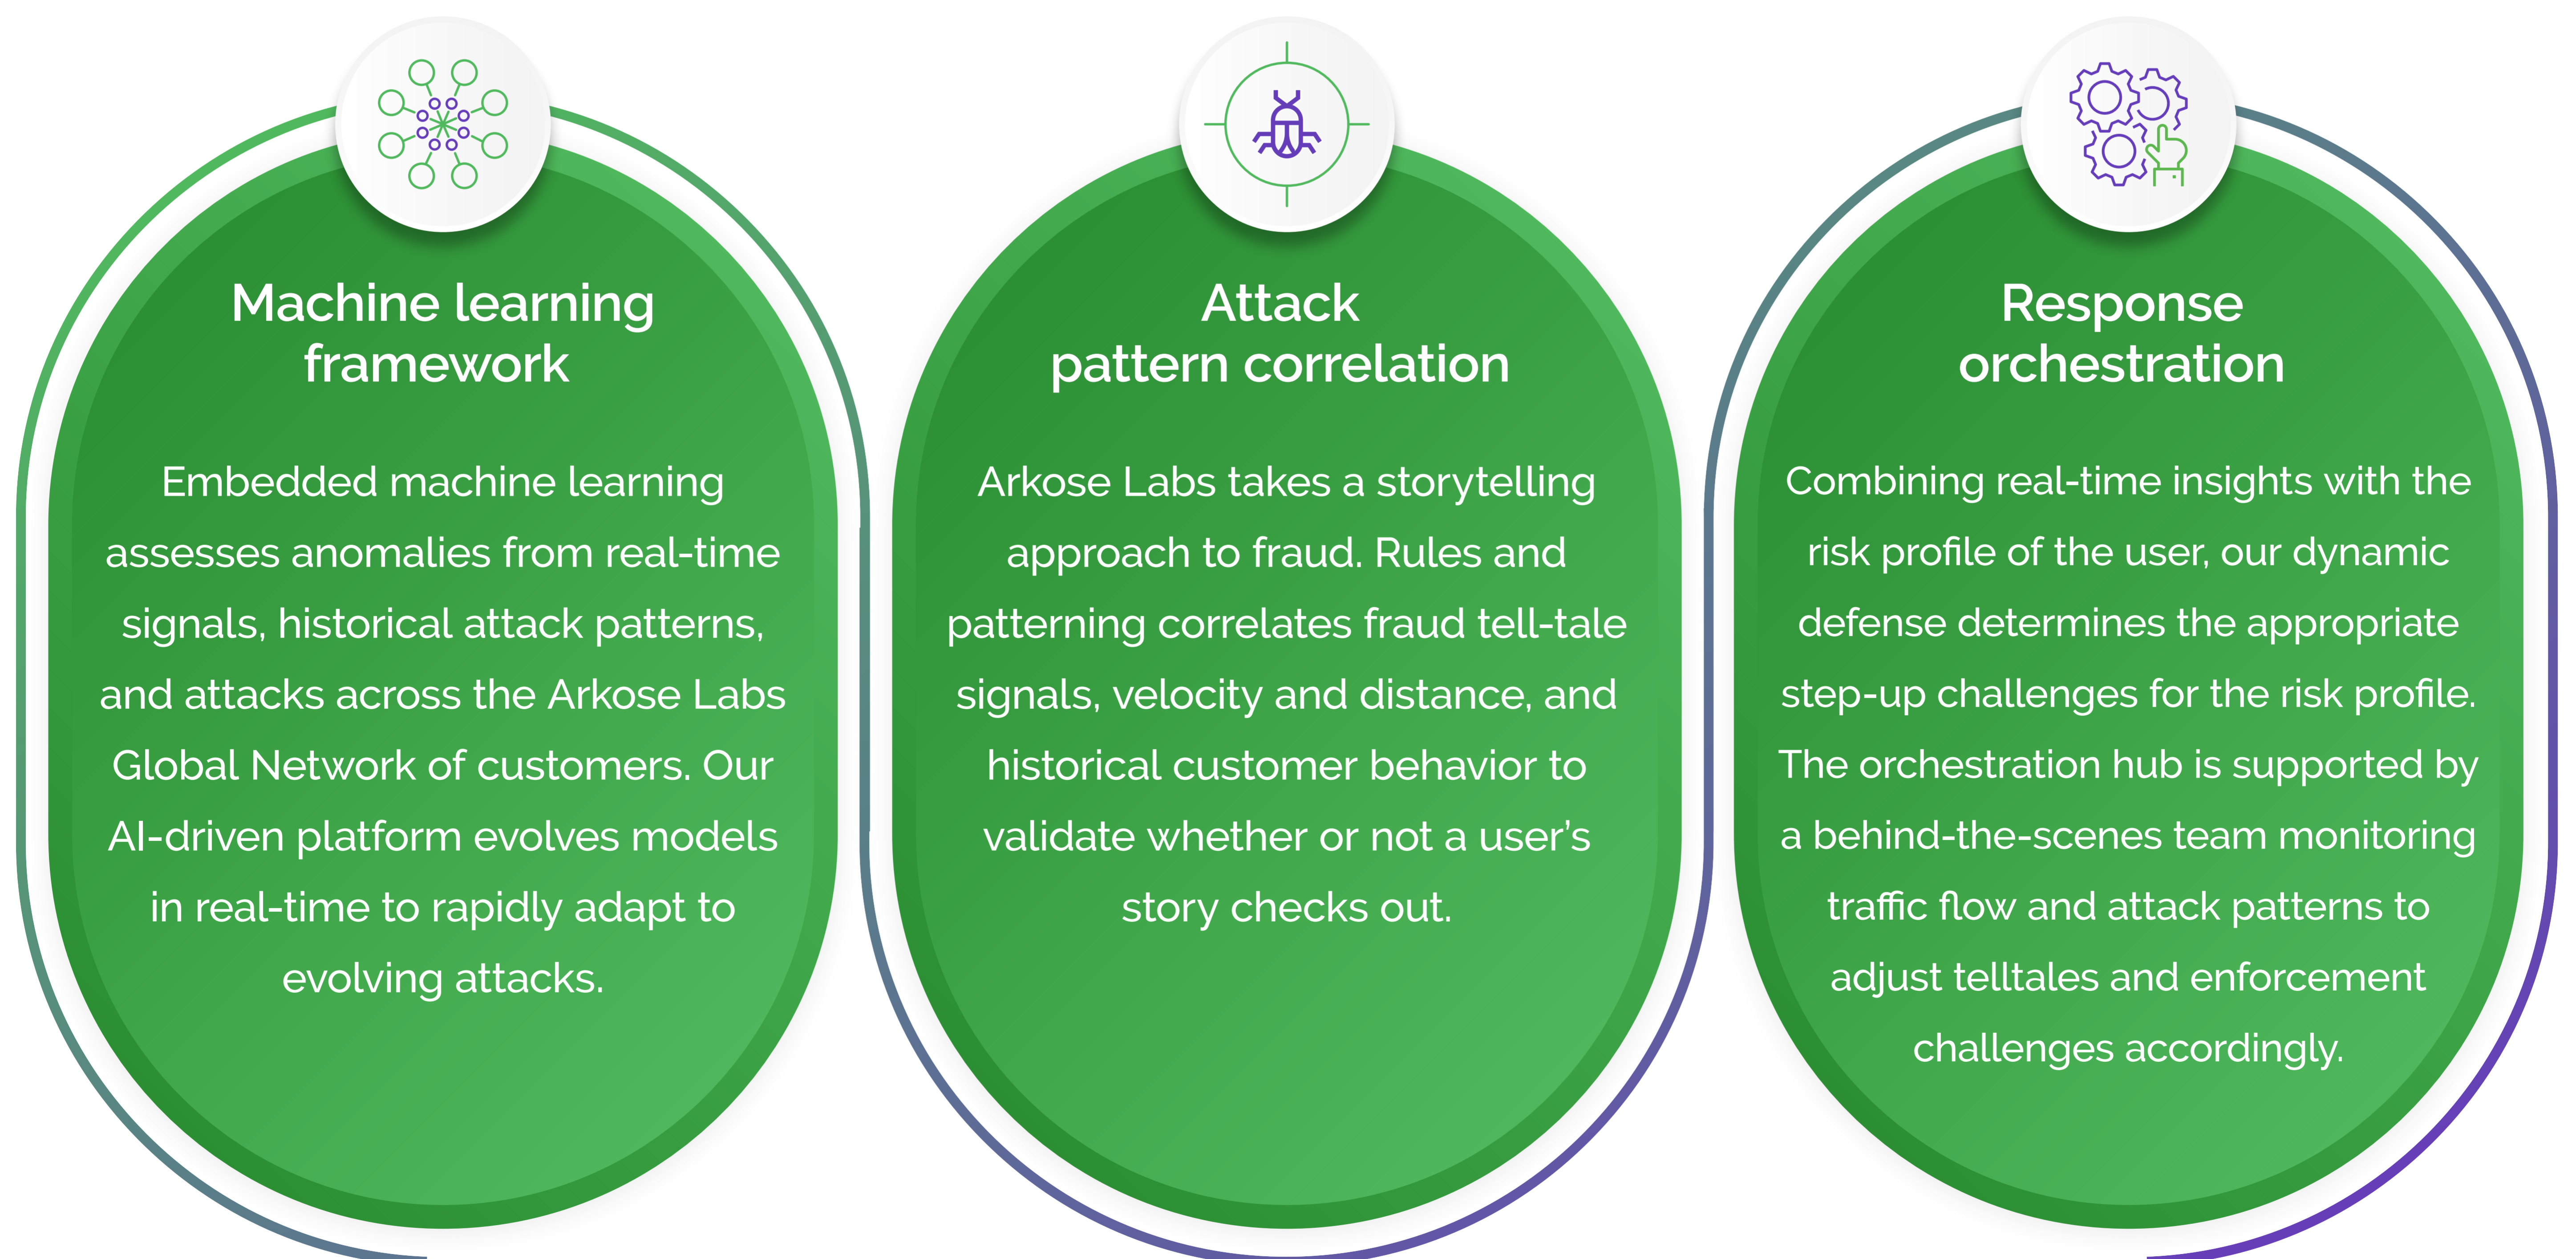 Machine learning
framework
Embedded machine learning
assesses anomalies from real-time
signals, historical attack patterns,
and attacks across the Arkose Labs
Global Network of customers. Our
AI-driven platform evolves models
in real-time to rapidly adapt to
evolving attacks.
Attack
pattern correlation
Arkose Labs takes a storytelling
approach to fraud. Rules and
patterning correlates fraud tell-tale
signals, velocity and distance, and
historical customer behavior to
validate whether or not a user’s
story checks out.
Response
orchestration
Combining real-time insights with the
risk profile of the user, our dynamic
defense determines the appropriate
step-up challenges for the risk profile.
The orchestration hub is supported by
a behind-the-scenes team monitoring
traffic flow and attack patterns to
adjust telltales and enforcement
challenges accordingly.